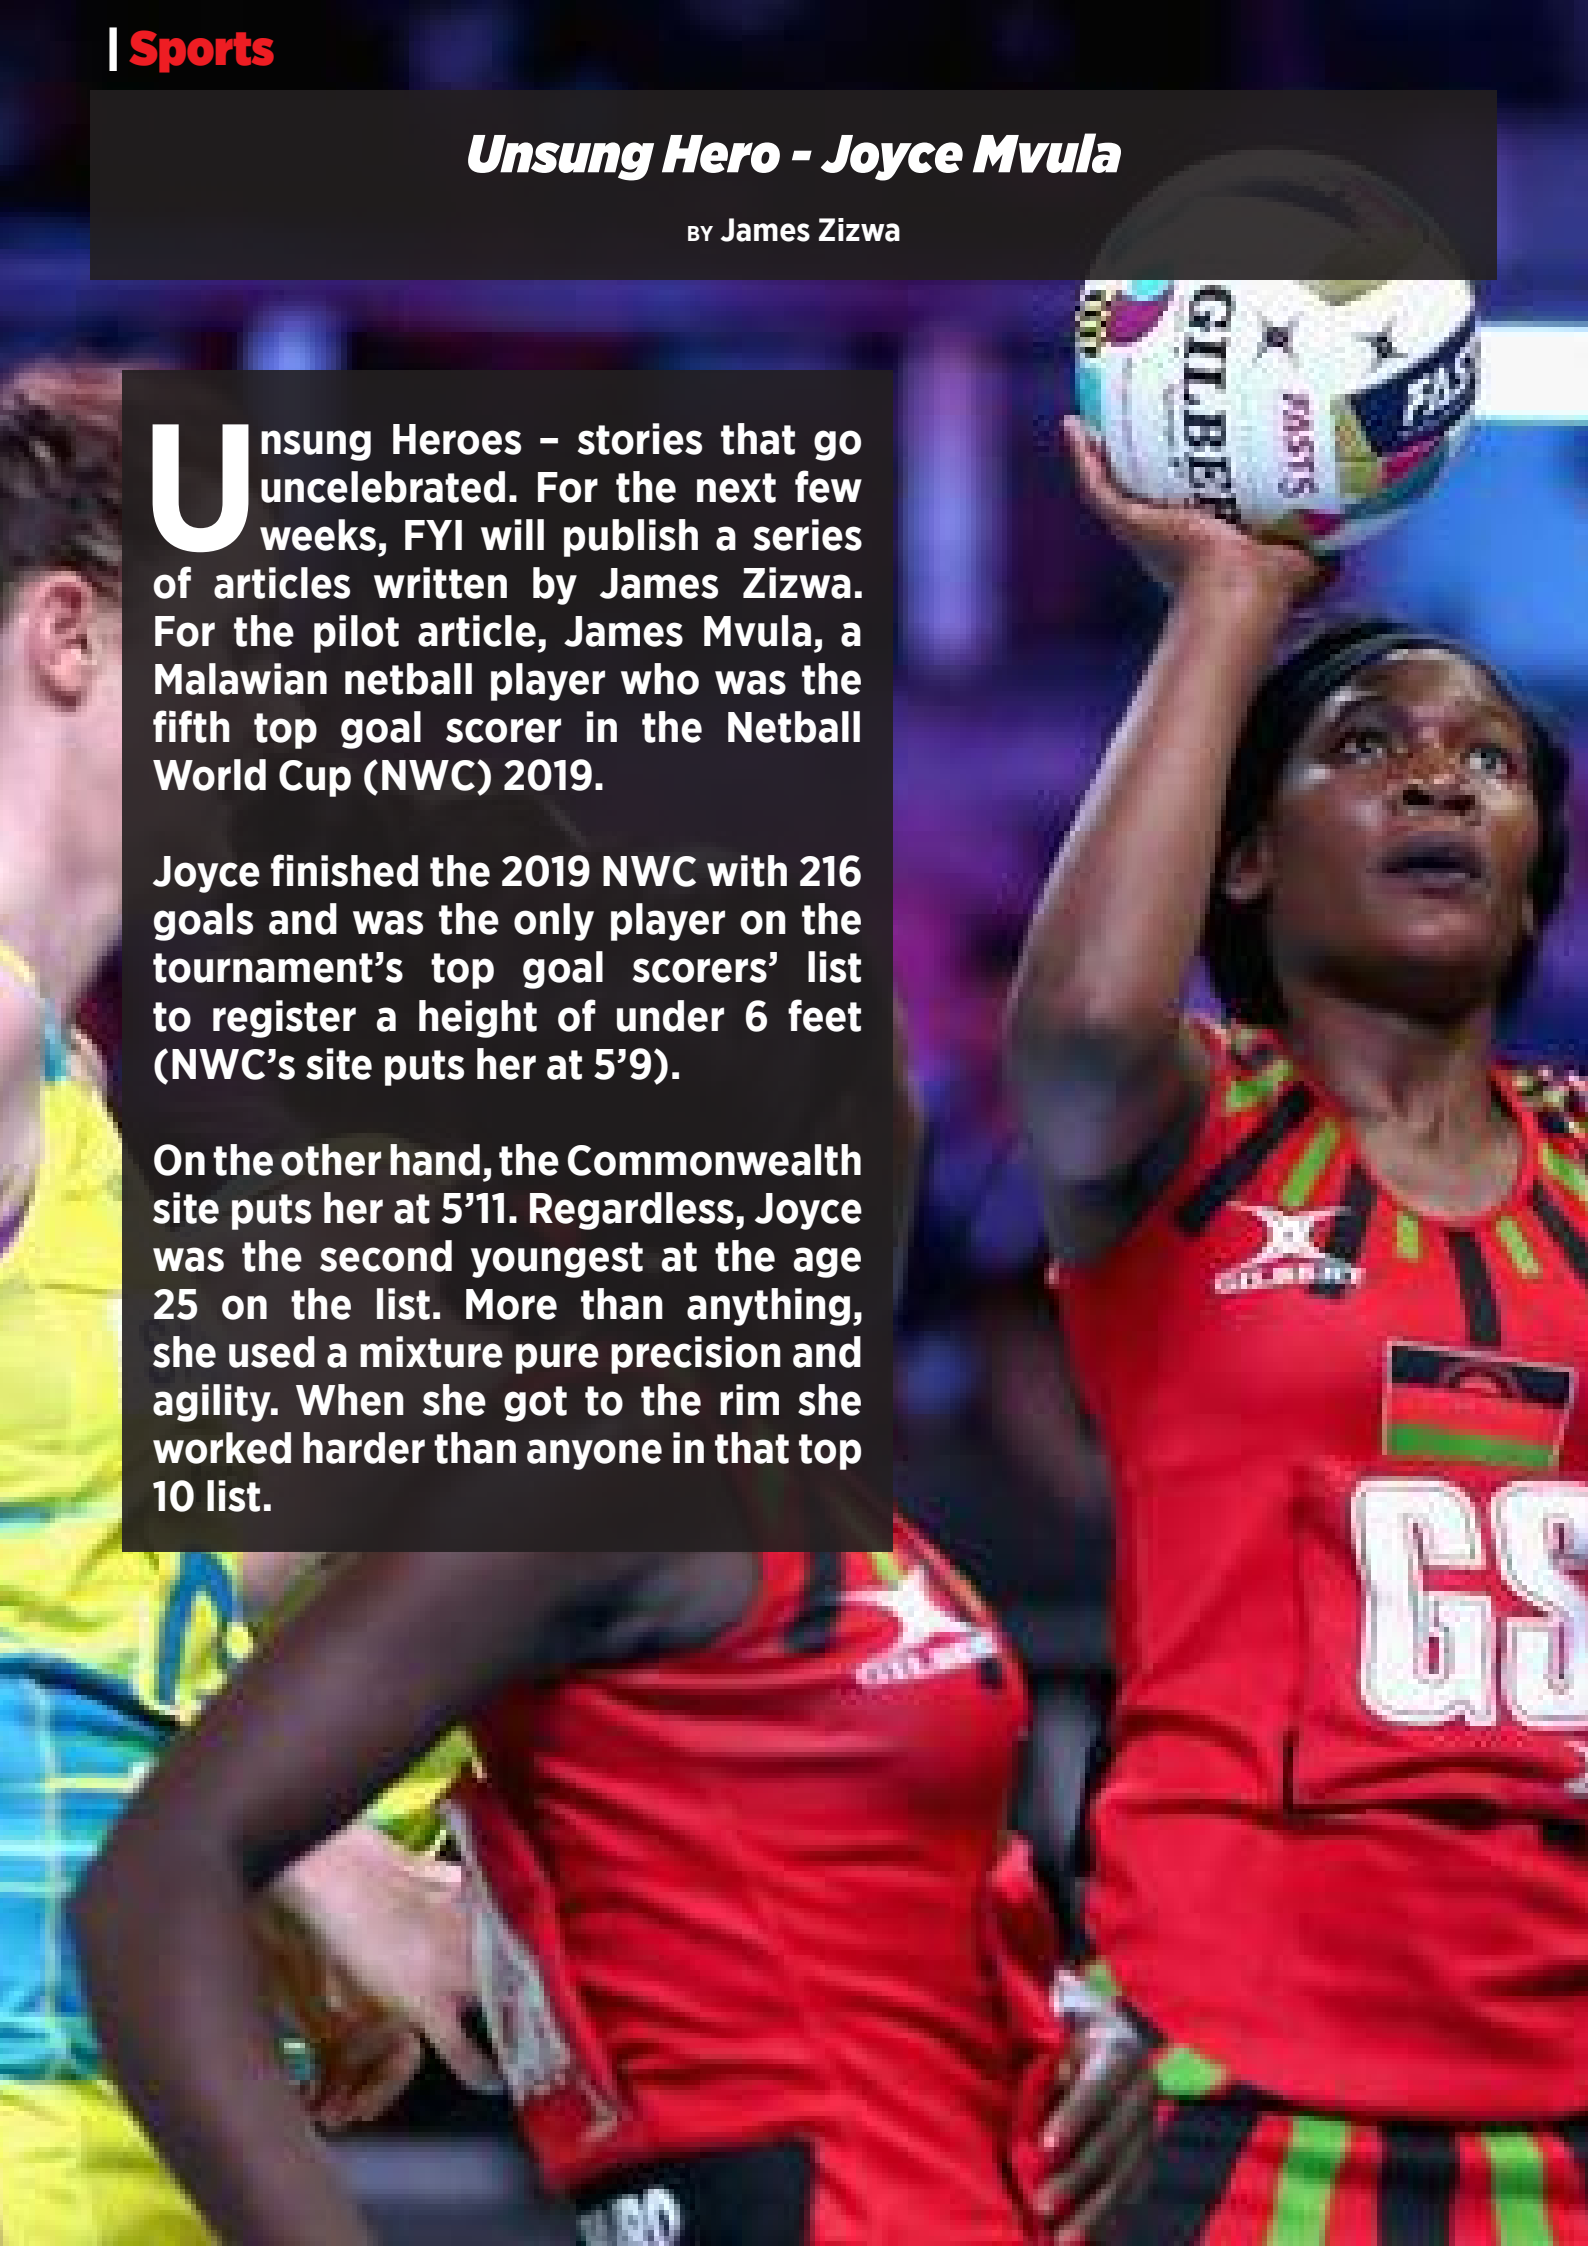 Sports
Unsung Hero - Joyce Mvula
BY James Zizwa
Unsung Heroes – stories that go
uncelebrated. For the next few
weeks, FYI will publish a series
of articles written by James Zizwa.
For the pilot article, James Mvula, a
Malawian netball player who was the
fifth top goal scorer in the Netball
World Cup (NWC) 2019.
Joyce finished the 2019 NWC with 216
goals and was the only player on the
tournament’s top goal scorers’ list
to register a height of under 6 feet
(NWC’s site puts her at 5’9).
On the other hand, the Commonwealth
site puts her at 5’11. Regardless, Joyce
was the second youngest at the age
25 on the list. More than anything,
she used a mixture pure precision and
agility. When she got to the rim she
worked harder than anyone in that top
10 list.
GILBERT
GS